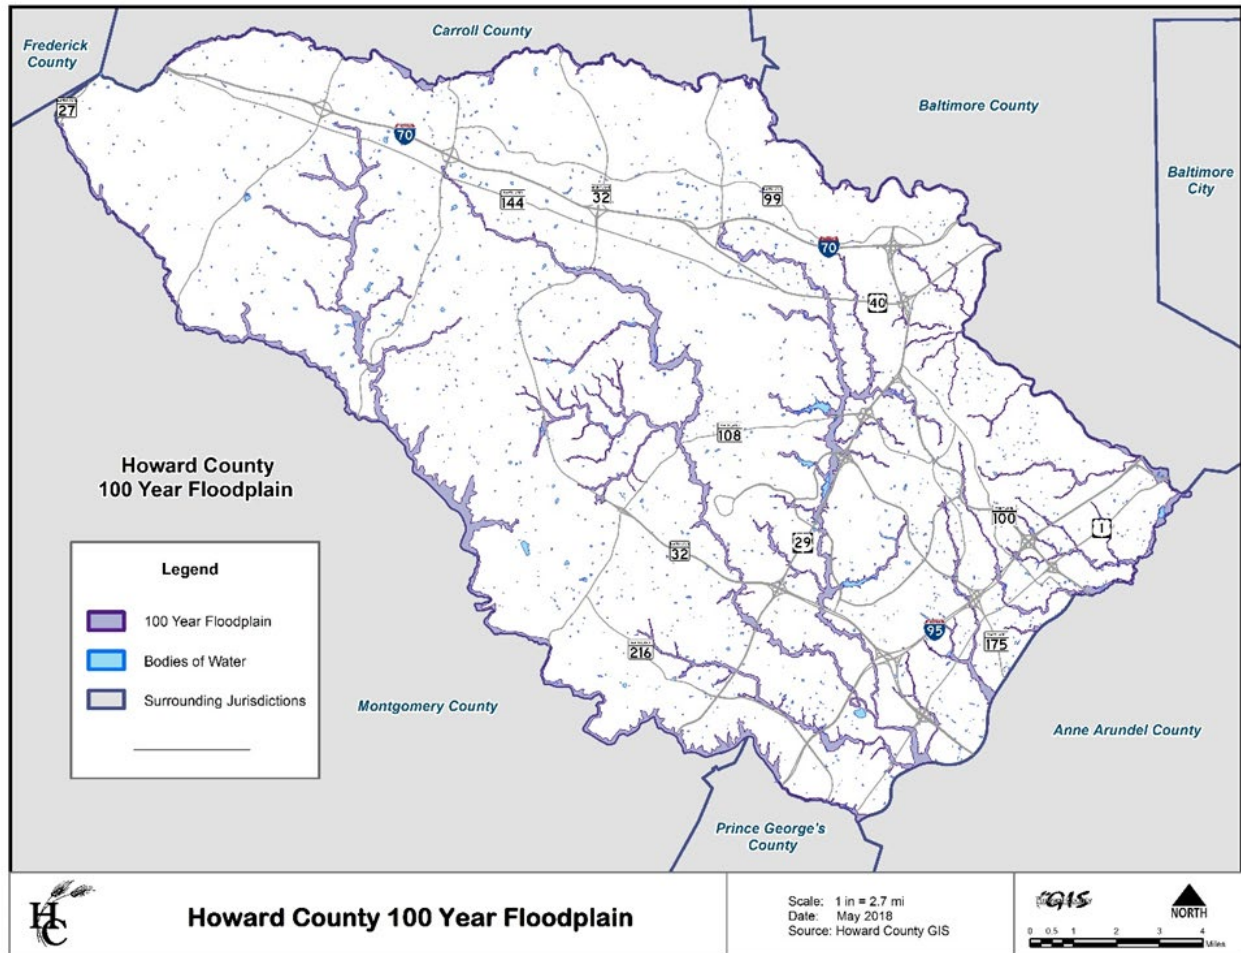 Frederick
County
Carroll County
Baltimore County
Baltimore
City
27
70
144
32
99
70
40
108
Howard County
100 Year Floodplain
100
1
29
32
95
175
216
Legend
100 Year Floodplain
Bodies of Water
Surrounding Jurisdictions
Montgomery County
Anne Arundel County
Prince George's
County
HC
Howard County 100 Year Floodplain
Scale: 1 in = 2.7 mi
Date: May 2018
Source: Howard County GIS
GIS
NORTH
0 0.5 1 2 3 4
Miles